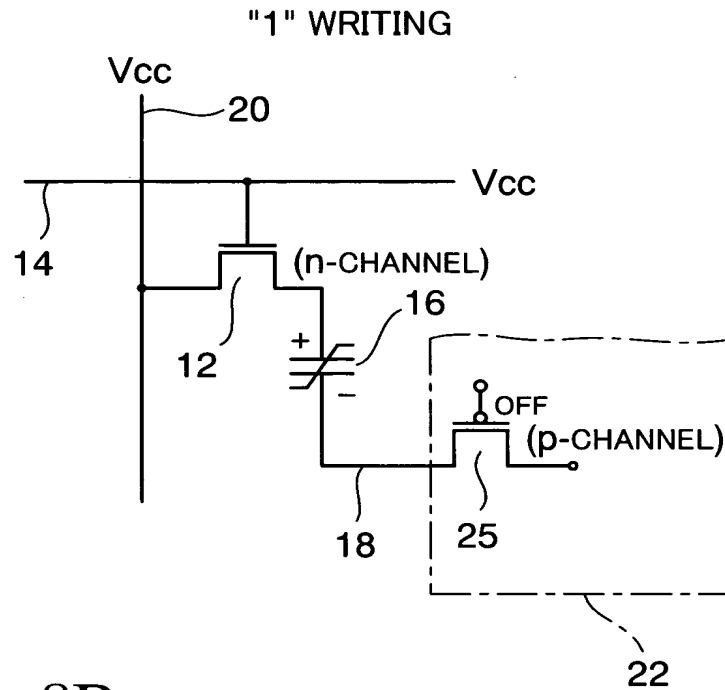 "1" WRITING
Vcc
20
Vcc
14
(n-CHANNEL)
16
12
+
−
OFF
(p-CHANNEL)
18
25
22